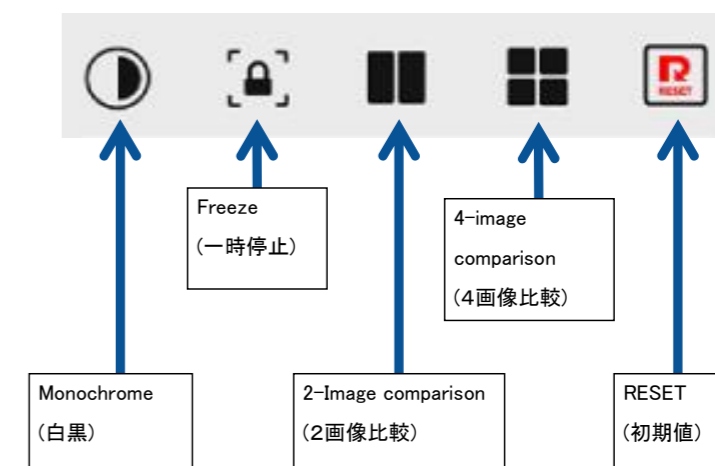 R
RESET
Freeze
(一時停止)
4-image
comparison
(4画像比較)
Monochrome
(白黒)
2-Image comparison
(2画像比較)
RESET
(初期値)